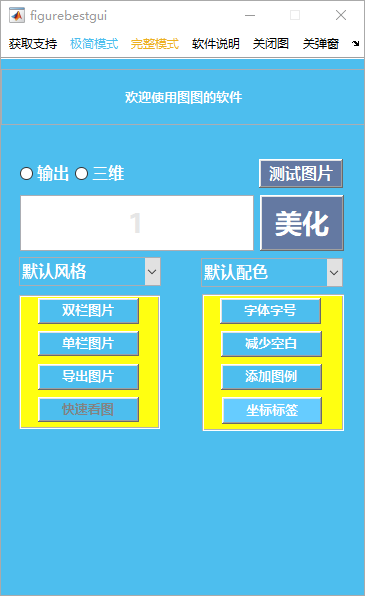 figurebestgui
获取支持 极简模式 完整模式 软件说明 关闭图 关弹窗
欢迎使用图图的软件
输出 三维 测试图片
1 美化
默认风格 默认配色
双栏图片 字体字号
单栏图片 减少空白
导出图片 添加图例
快速看图 坐标标签